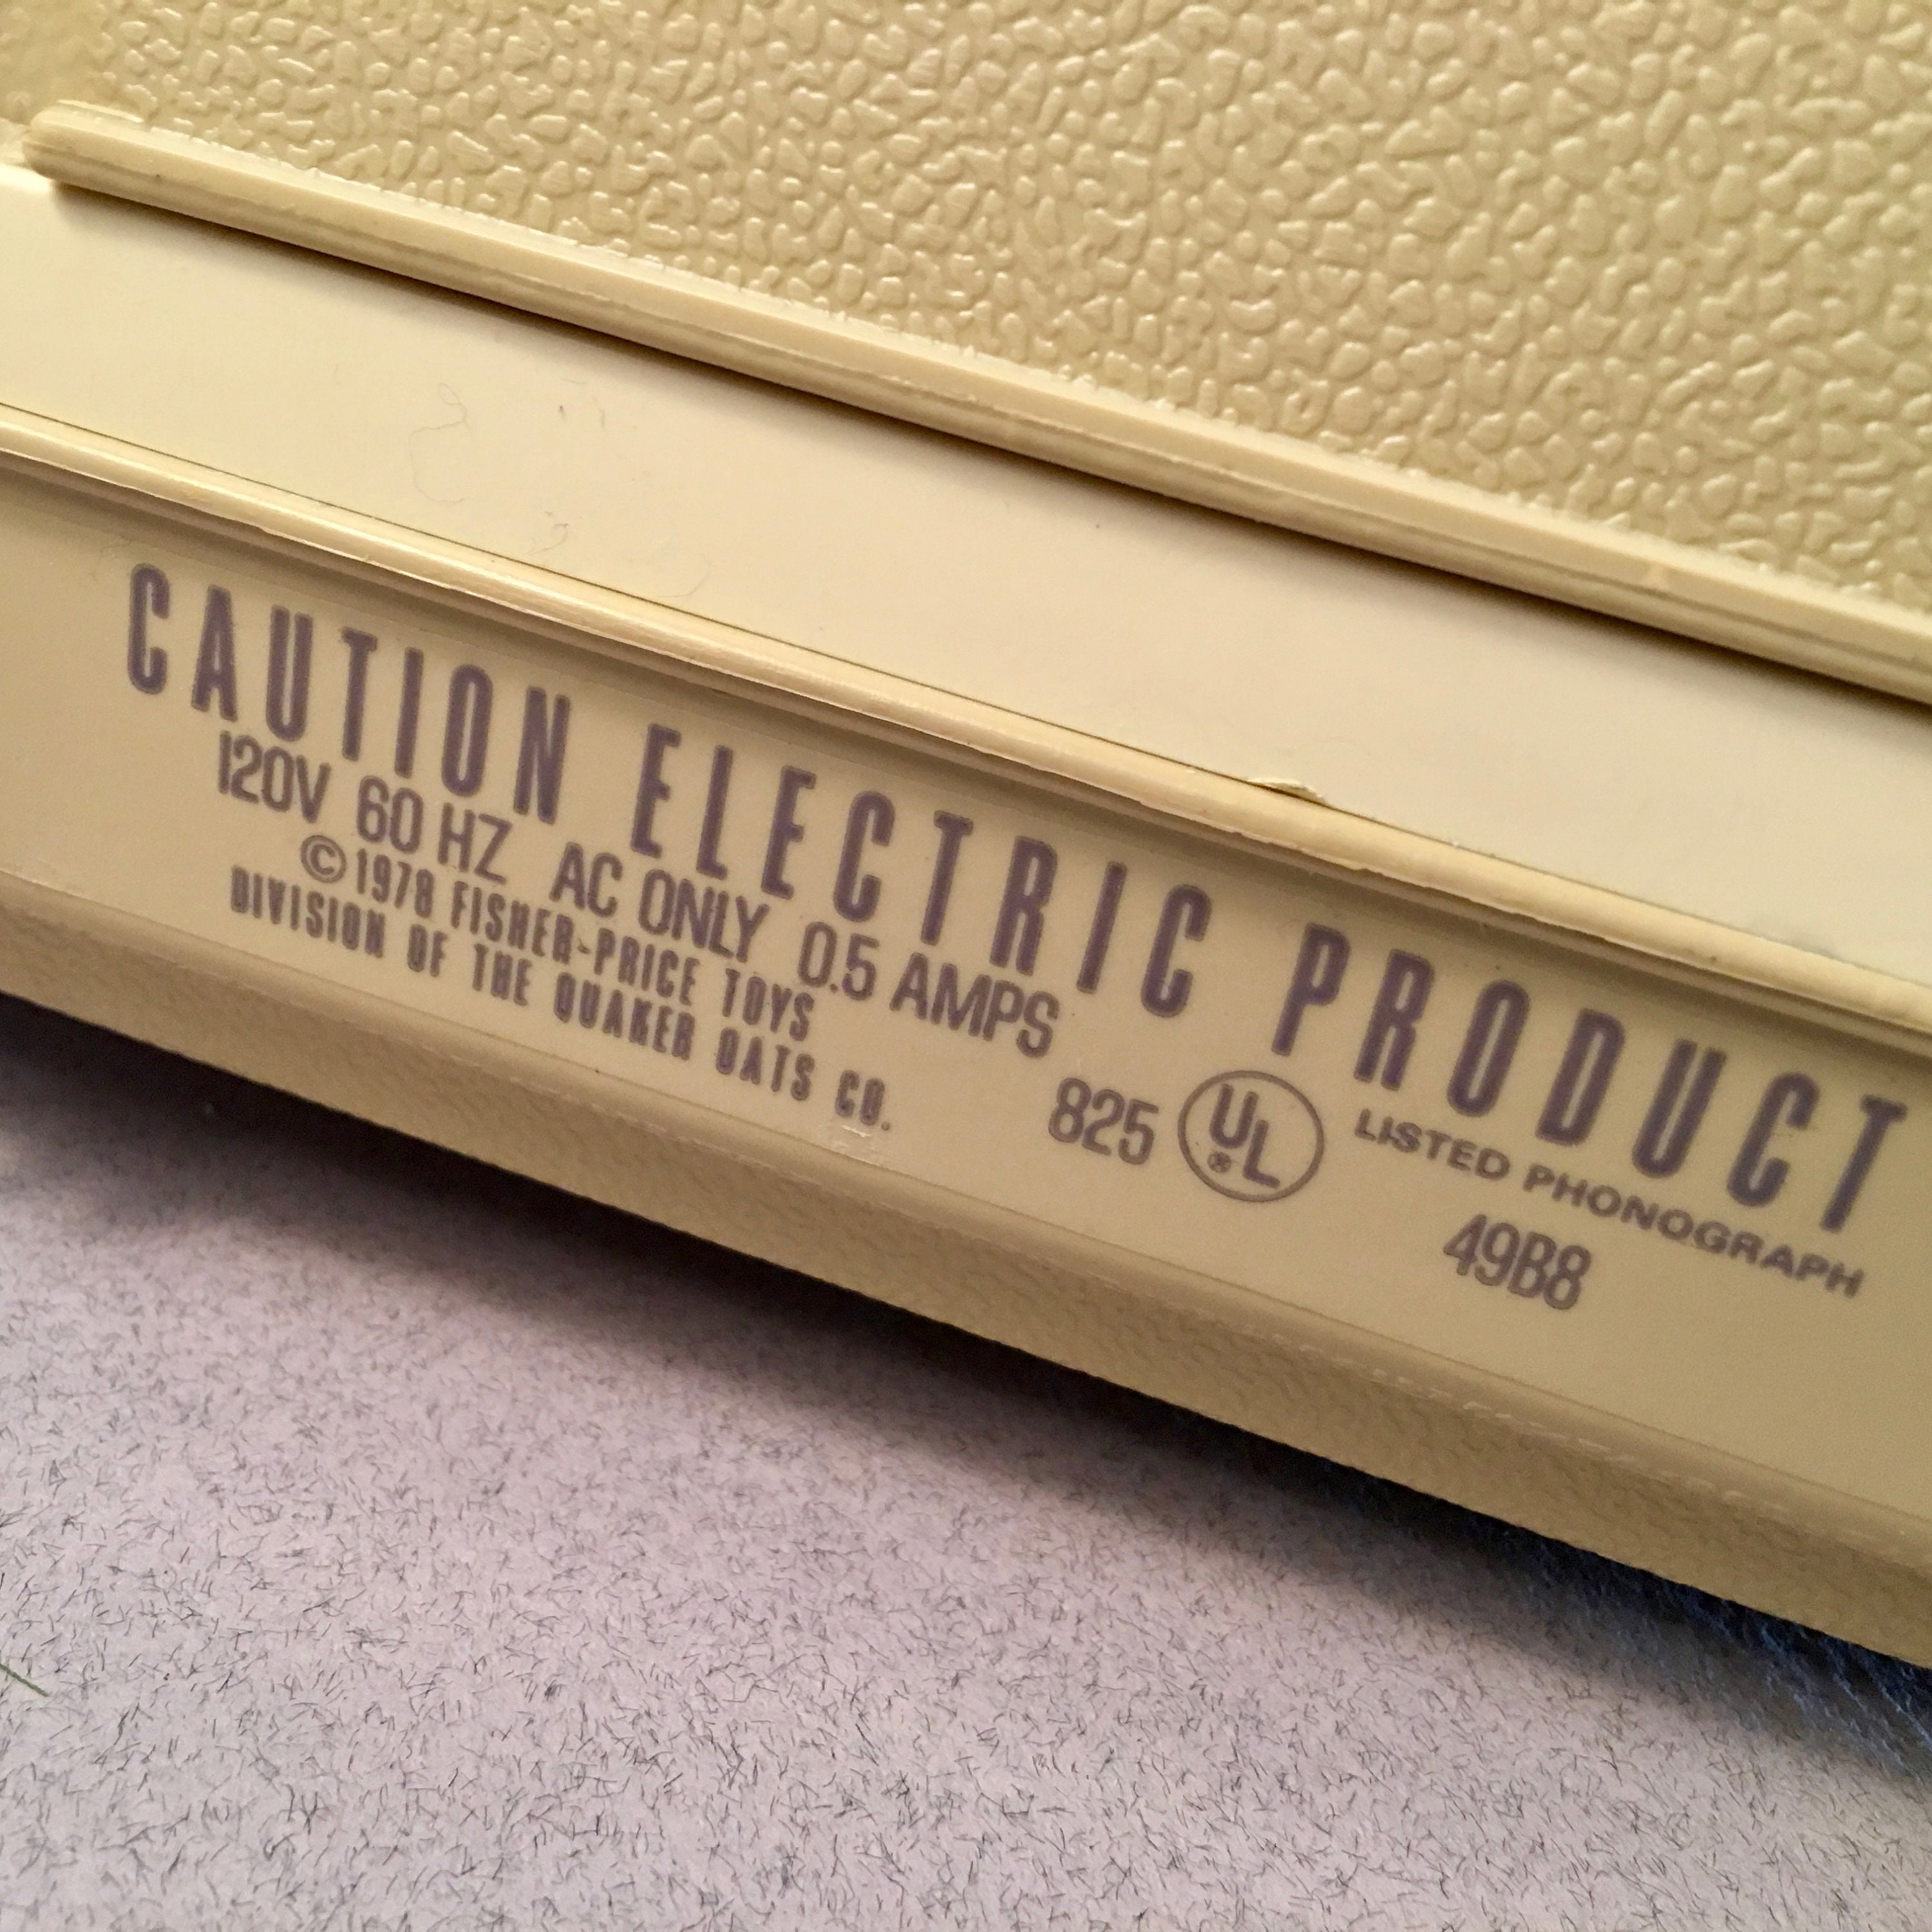 CAUTION ELECTRIC PRODUCT
120V 60 HZ AC ONLY 0.5 AMPS
© 1978 FISHER-PRICE TOYS
DIVISION OF THE QUAKER OATS CO.
825 UL ® LISTED PHONOGRAPH
49B8